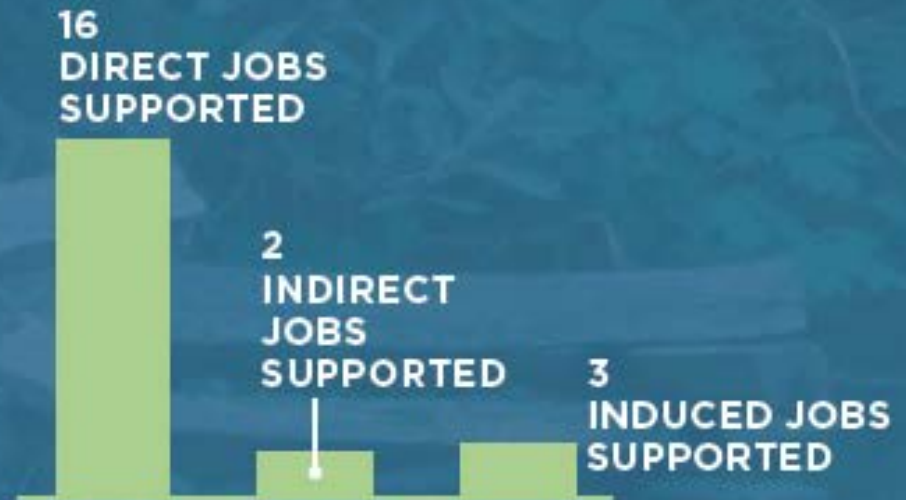 16
DIRECT JOBS
SUPPORTED
2
INDIRECT
JOBS
SUPPORTED
3
INDUCED JOBS
SUPPORTED